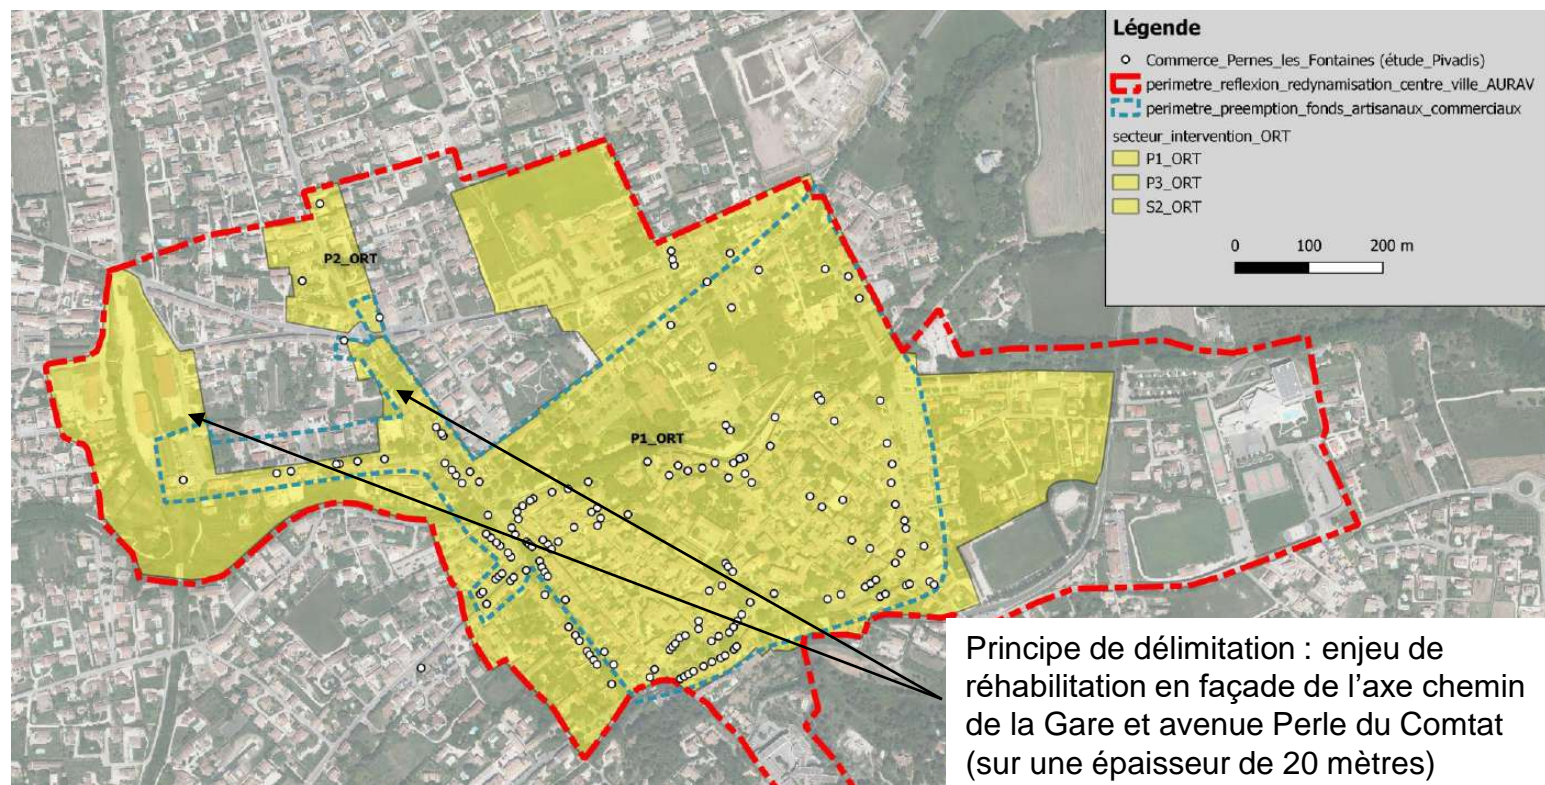 Légende
Commerce_Pernes_les_Fontaines (étude_Pivadis)
perimetre_reflexion_redynamisation_centre_ville_AURAV
perimetre_preemption_fonds_artisanaux_commerciaux
secteur_intervention_ORT
P1_ORT
P3_ORT
S2_ORT
0 100 200 m
P2_ORT
P1_ORT
Principe de délimitation : enjeu de
réhabilitation en façade de l’axe chemin
de la Gare et avenue Perle du Comtat
(sur une épaisseur de 20 mètres)